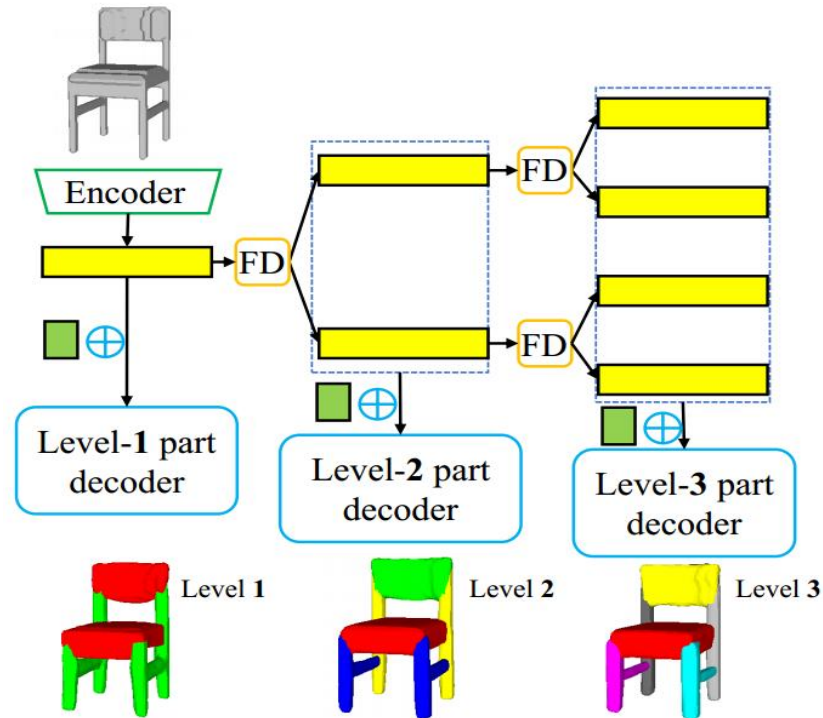 Encoder
FD
FD
FD
Level-1 part
decoder
Level-2 part
decoder
Level-3 part
decoder
Level 1
Level 2
Level 3